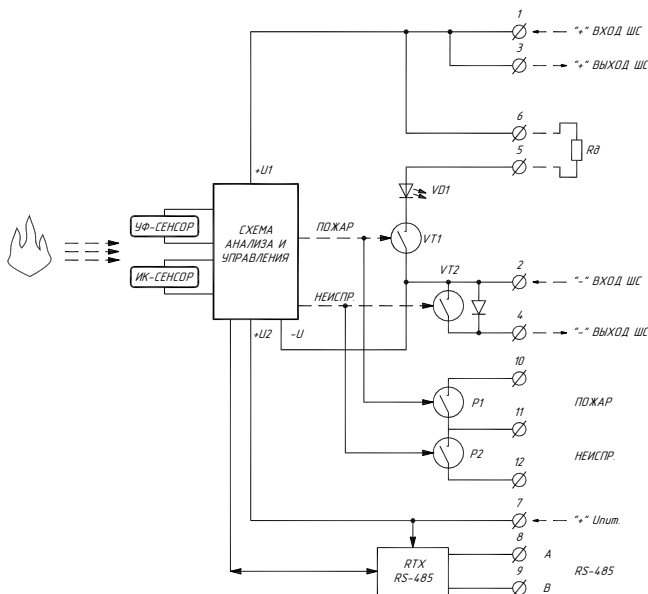 1
"+" ВХОД ШС
3
"+" ВЫХОД ШС
6
5
Rд
+U1
VD1
УФ-СЕНСОР
СХЕМА
АНАЛИЗА И
УПРАВЛЕНИЯ
ПОЖАР
VT1
ИК-СЕНСОР
VT2
2
"-" ВХОД ШС
НЕИСПР.
+U2
-U
4
"-" ВЫХОД ШС
10
P1
ПОЖАР
11
P2
НЕИСПР.
12
7
"+" Uпит.
8
A
RTX
RS-485
9
B
RS-485